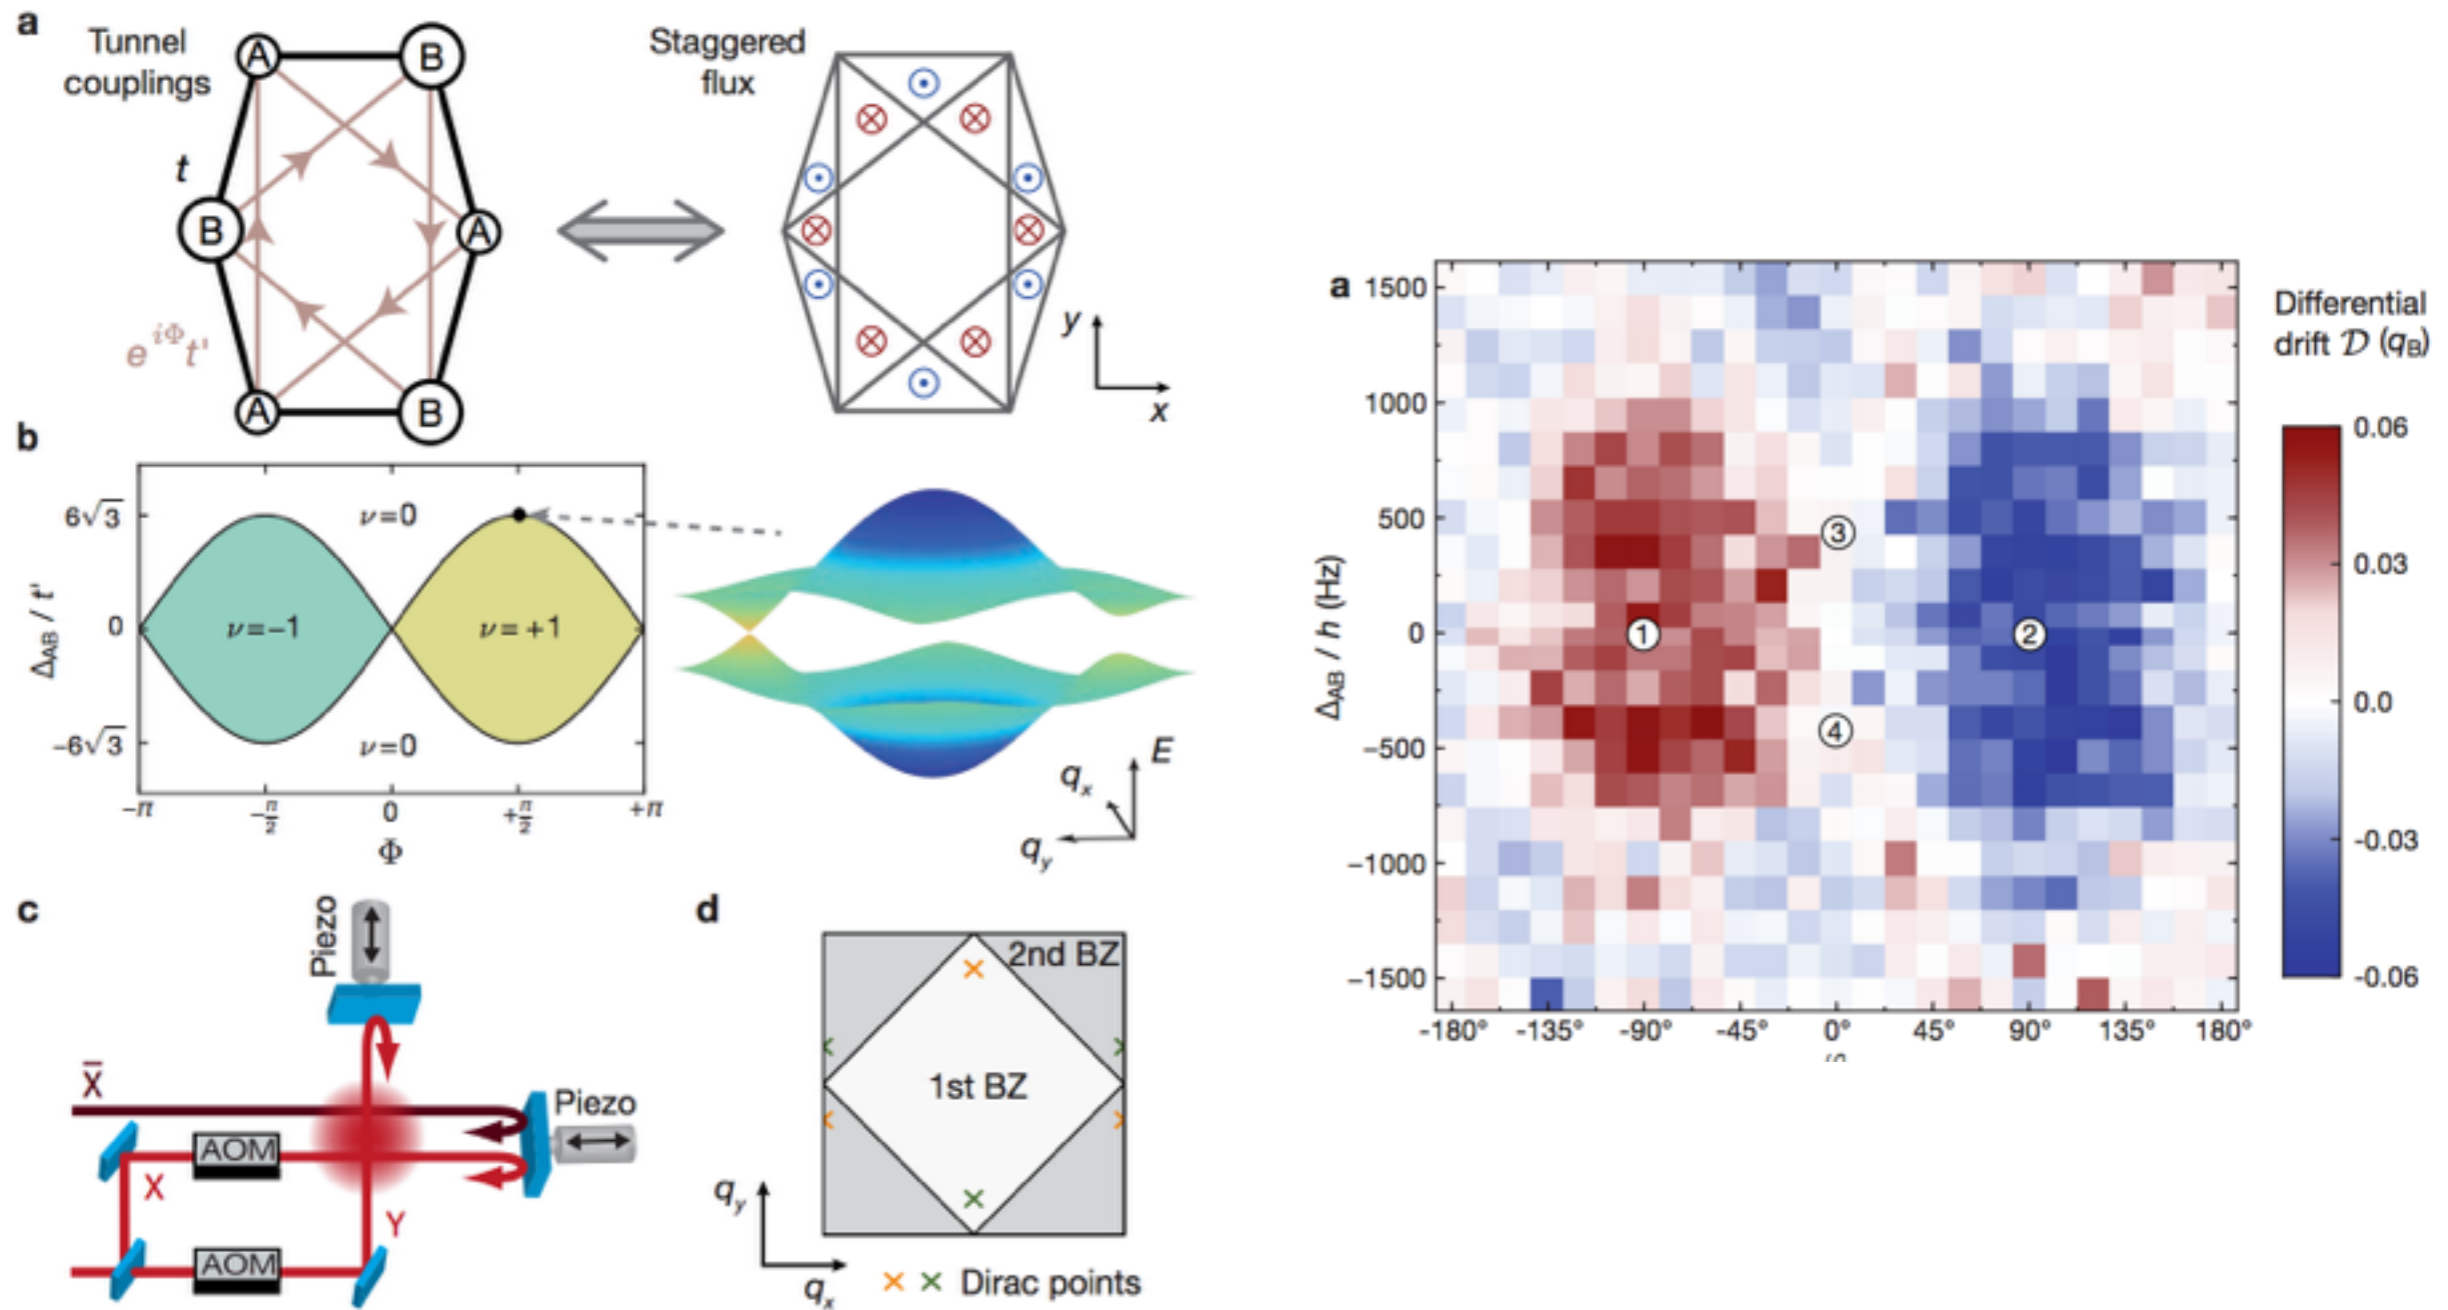 a
Tunnel
couplings
A
B
t
B
A
e^{iΦ}t'
A
B
Staggered
flux
y
x
b
6√3
0
−6√3
Δ_AB / t'
ν=0
ν=−1
ν=+1
ν=0
−π
−π/2
0
+π/2
+π
Φ
E
q_x
q_y
c
Piezo
X̄
Piezo
AOM
X
Y
AOM
d
2nd BZ
1st BZ
q_y
q_x
× × Dirac points
a
1500
1000
500
0
−500
−1000
−1500
Δ_AB / h (Hz)
①
②
③
④
-180°
-135°
-90°
-45°
0°
45°
90°
135°
180°
Differential
drift 𝒟 (q_B)
0.06
0.03
0.0
-0.03
-0.06